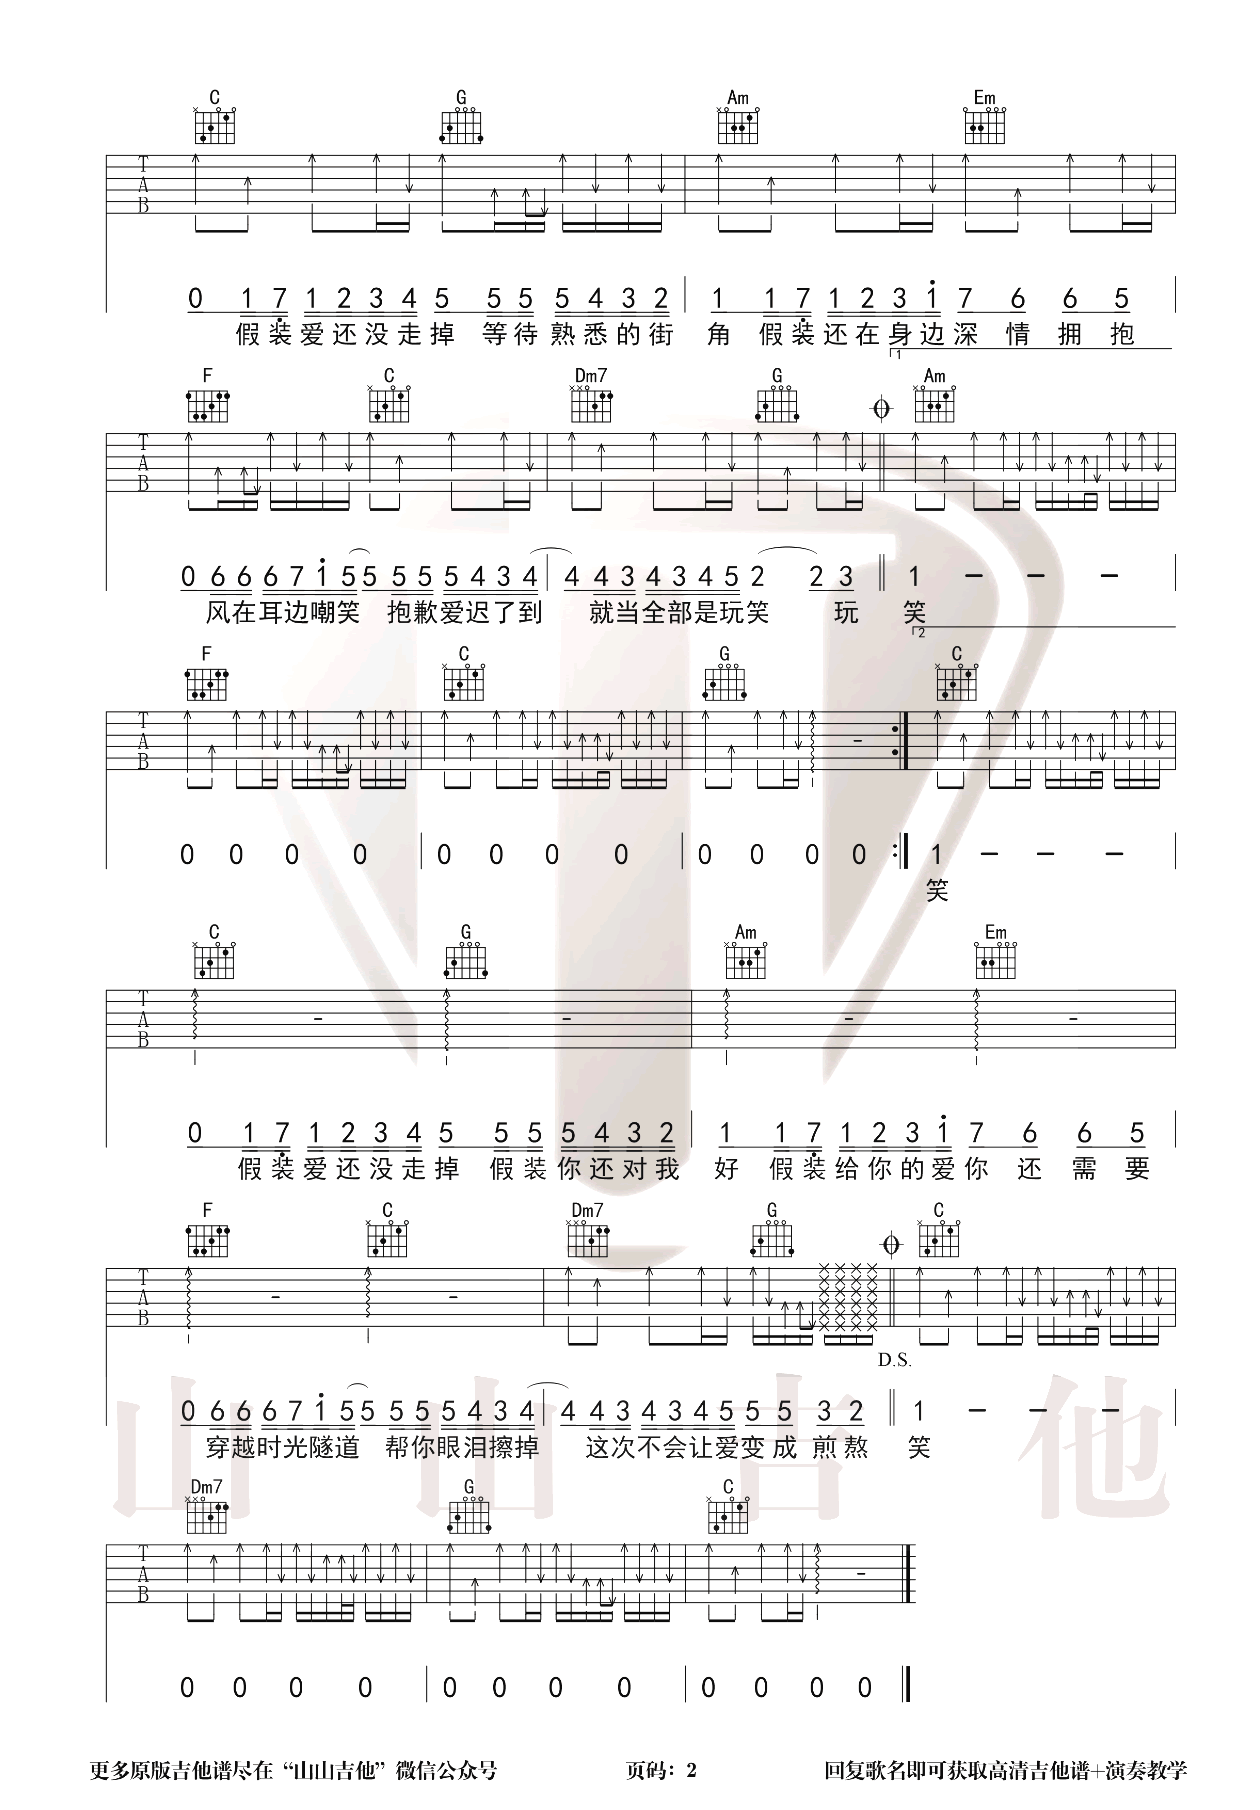 C G Am Em
T
A
B
0 1 7 1 2 3 4 5 5 5 5 4 3 2 1 1 7 1 2 3 1 7 6 6 5
假装爱还没走掉 等待熟悉的街 角 假装还在身边深 情 拥 抱
1
F C Dm7 G Am
T
A
B
0 6 6 6 7 1 5 5 5 5 5 4 3 4 4 4 3 4 3 4 5 2 2 3 1 - - -
风在耳边嘲笑 抱歉爱迟了到 就当全部是玩笑 玩 笑
2
F C G C
T
A
B
0 0 0 0 0 0 0 0 0 0 0 0 1 - - -
笑
C G Am Em
T
A
B
0 1 7 1 2 3 4 5 5 5 5 4 3 2 1 1 7 1 2 3 1 7 6 6 5
假装爱还没走掉 假装你还对我 好 假装给你的爱你 还 需 要
F C Dm7 G C
T
A
B
D.S.
0 6 6 6 7 1 5 5 5 5 5 4 3 4 4 4 3 4 3 4 5 5 5 3 2 1 - - -
穿越时光隧道 帮你眼泪擦掉 这次不会让爱变成 煎熬 笑
山山吉他
Dm7 G C
T
A
B
0 0 0 0 0 0 0 0 0 0 0 0
更多原版吉他谱尽在“山山吉他”微信公众号 页码：2 回复歌名即可获取高清吉他谱+演奏教学